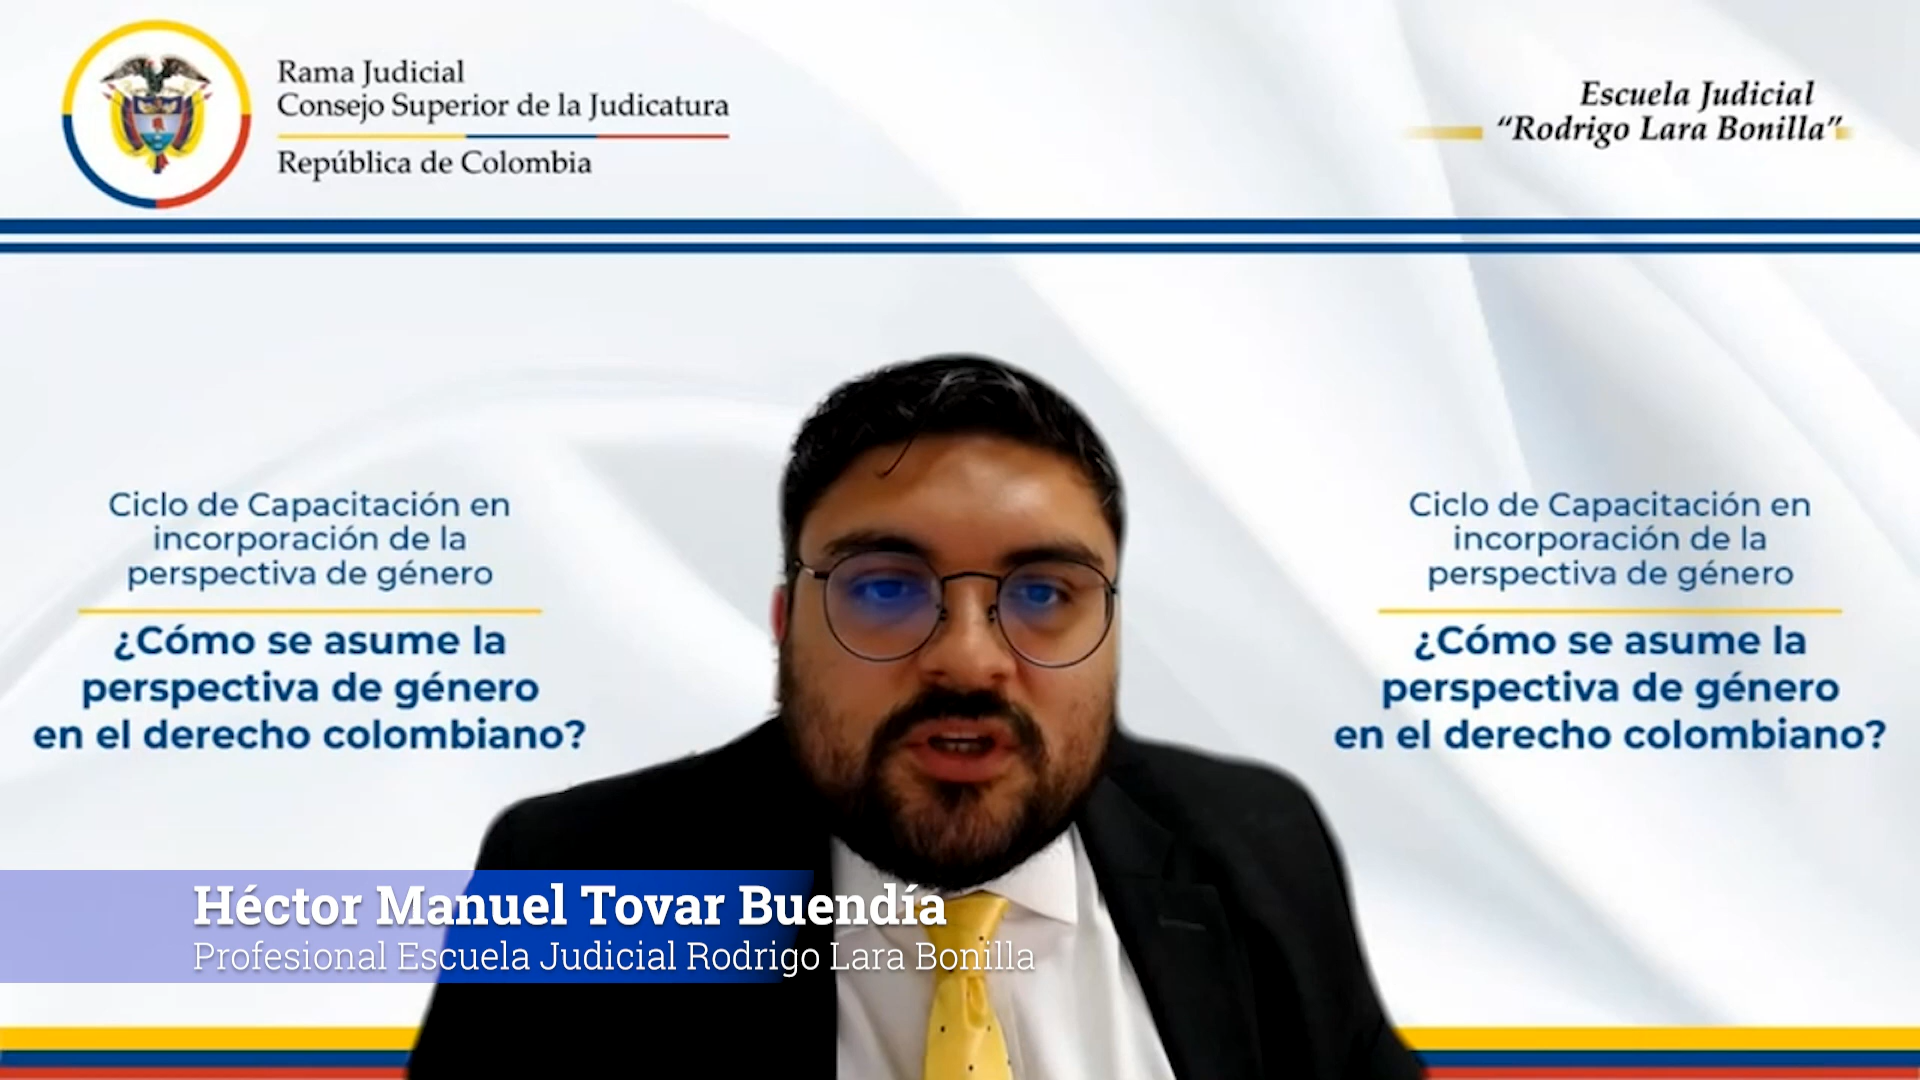 Rama Judicial
Consejo Superior de la Judicatura
República de Colombia
Escuela Judicial
“Rodrigo Lara Bonilla”
Ciclo de Capacitación en
incorporación de la
perspectiva de género
¿Cómo se asume la
perspectiva de género
en el derecho colombiano?
Ciclo de Capacitación en
incorporación de la
perspectiva de género
¿Cómo se asume la
perspectiva de género
en el derecho colombiano?
Héctor Manuel Tovar Buendía
Profesional Escuela Judicial Rodrigo Lara Bonilla